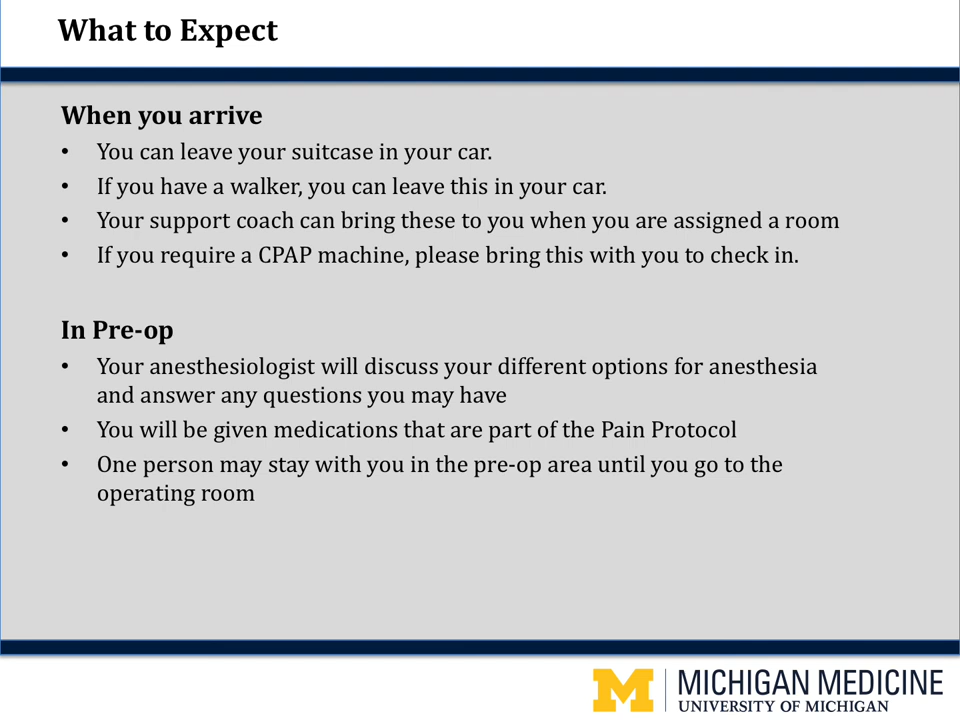 What to Expect
When you arrive
• You can leave your suitcase in your car.
• If you have a walker, you can leave this in your car.
• Your support coach can bring these to you when you are assigned a room
• If you require a CPAP machine, please bring this with you to check in.
In Pre-op
• Your anesthesiologist will discuss your different options for anesthesia
and answer any questions you may have
• You will be given medications that are part of the Pain Protocol
• One person may stay with you in the pre-op area until you go to the
operating room
M
MICHIGAN MEDICINE
UNIVERSITY OF MICHIGAN